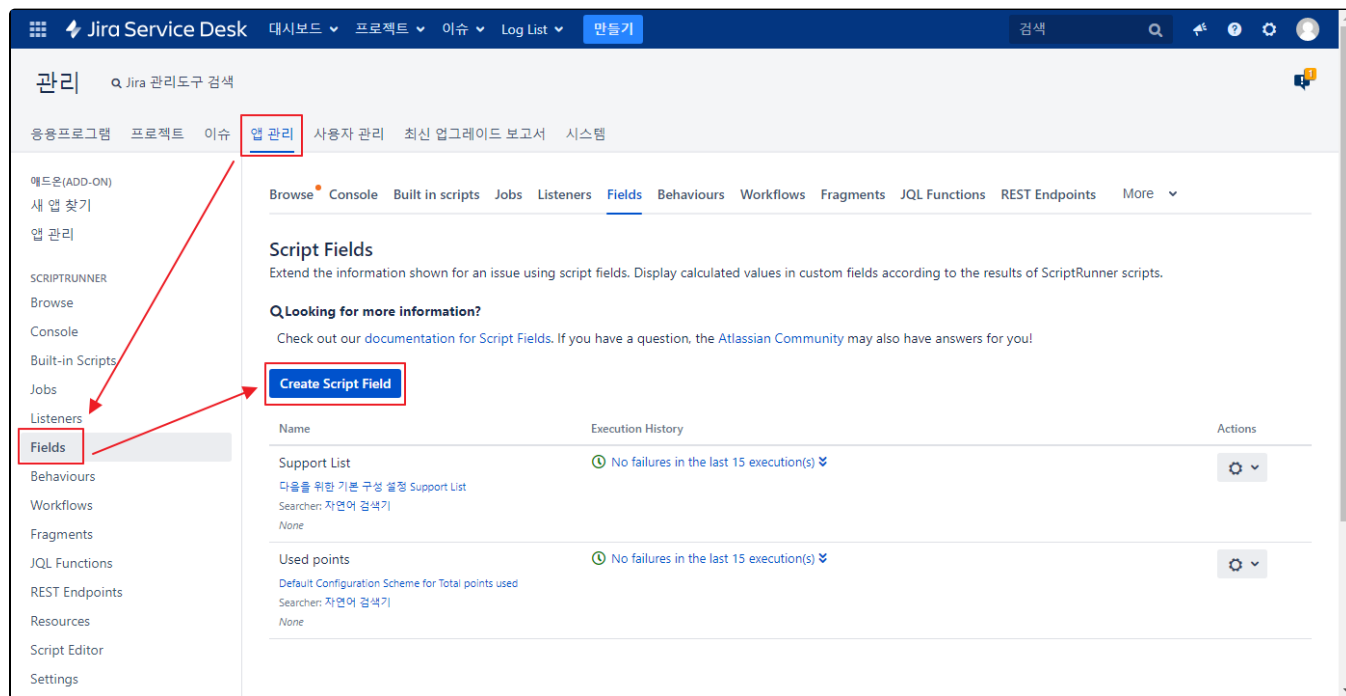 Jira Service Desk 대시보드 프로젝트 이슈 Log List 만들기 검색
관리 Jira 관리도구 검색
응용프로그램 프로젝트 이슈 앱 관리 사용자 관리 최신 업그레이드 보고서 시스템
애드온(ADD-ON)
새 앱 찾기
앱 관리
SCRIPTRUNNER
Browse
Console
Built-in Scripts
Jobs
Listeners
Fields
Behaviours
Workflows
Fragments
JQL Functions
REST Endpoints
Resources
Script Editor
Settings
Browse Console Built in scripts Jobs Listeners Fields Behaviours Workflows Fragments JQL Functions REST Endpoints More
Script Fields
Extend the information shown for an issue using script fields. Display calculated values in custom fields according to the results of ScriptRunner scripts.
Looking for more information?
Check out our documentation for Script Fields. If you have a question, the Atlassian Community may also have answers for you!
Create Script Field
Name Execution History Actions
Support List No failures in the last 15 execution(s)
다음을 위한 기본 구성 설정 Support List
Searcher: 자연어 검색기
None
Used points No failures in the last 15 execution(s)
Default Configuration Scheme for Total points used
Searcher: 자연어 검색기
None